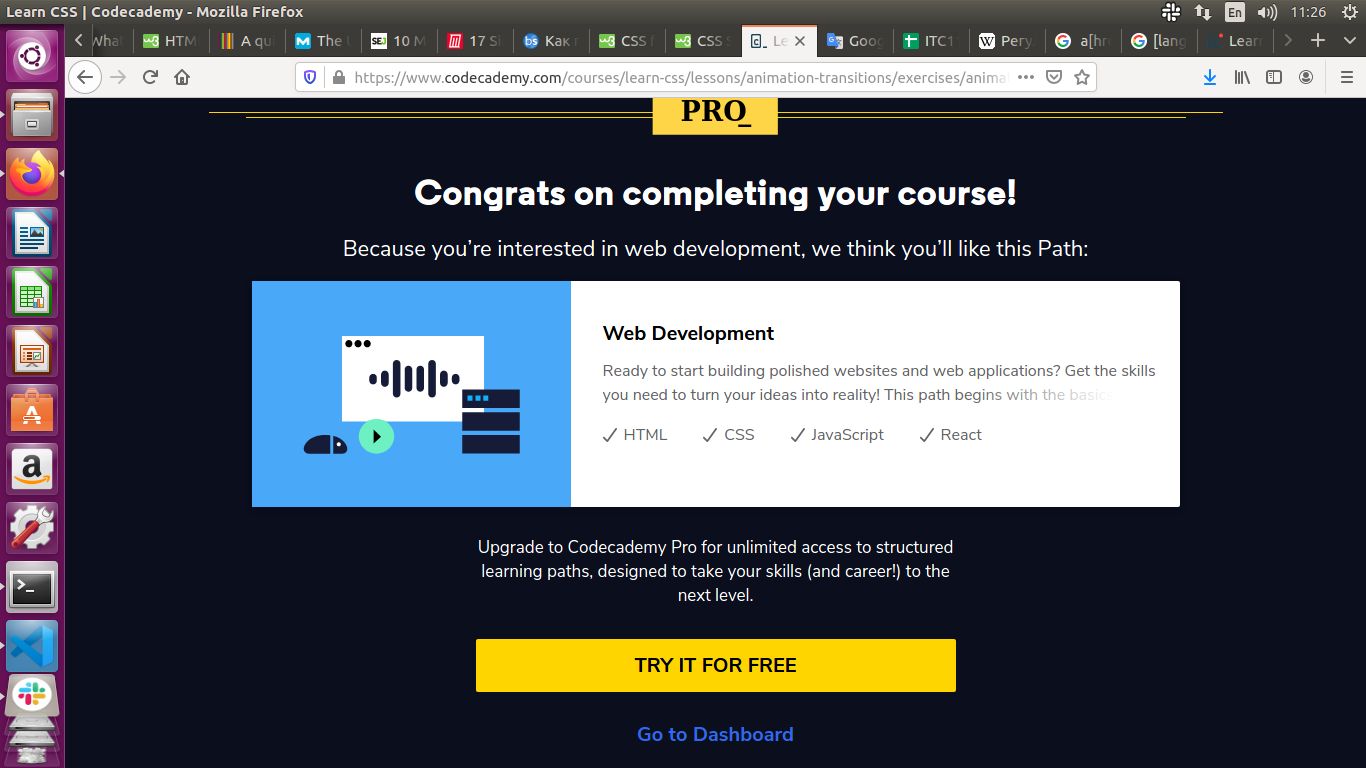 Learn CSS | Codecademy - Mozilla Firefox
En
11:26
What
HTM
A qu
The
10 M
17 Si
Как
CSS
CSS S
Le
Goog
ITC1
Pery
a[hr
[lang
Lear
https://www.codecademy.com/courses/learn-css/lessons/animation-transitions/exercises/anima
PRO_
Congrats on completing your course!
Because you’re interested in web development, we think you’ll like this Path:
Web Development
Ready to start building polished websites and web applications? Get the skills
you need to turn your ideas into reality! This path begins with the basics
HTML
CSS
JavaScript
React
Upgrade to Codecademy Pro for unlimited access to structured
learning paths, designed to take your skills (and career!) to the
next level.
TRY IT FOR FREE
Go to Dashboard